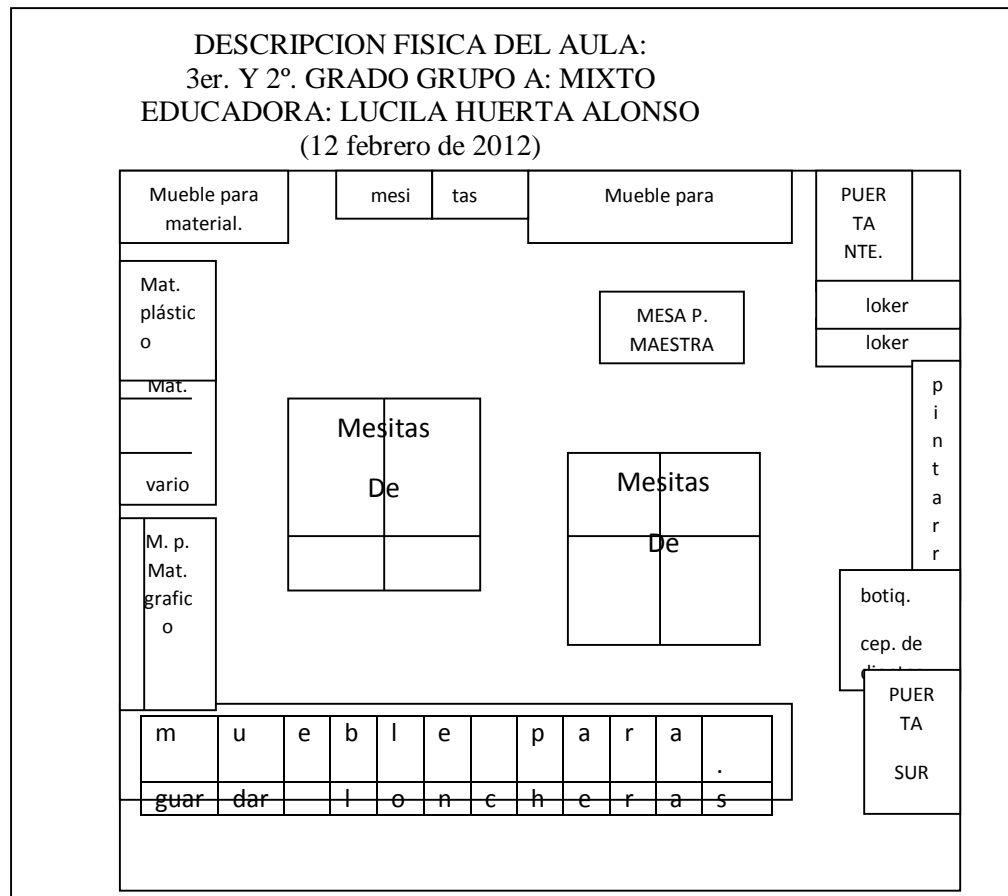 DESCRIPCION FISICA DEL AULA:
3er. Y 2º. GRADO GRUPO A: MIXTO
EDUCADORA: LUCILA HUERTA ALONSO
(12 febrero de 2012)
Mueble para
material.
mesi tas
Mueble para
PUER
TA
NTE.
Mat.
plástic
o
MESA P.
MAESTRA
loker
loker
Mat.
vario
Mesitas
De
Mesitas
De
p
i
n
t
a
r
r
M. p.
Mat.
grafic
o
botiq.
cep. de
PUER
TA
SUR
m u e b l e p a r a .
guar dar l o n c h e r a s